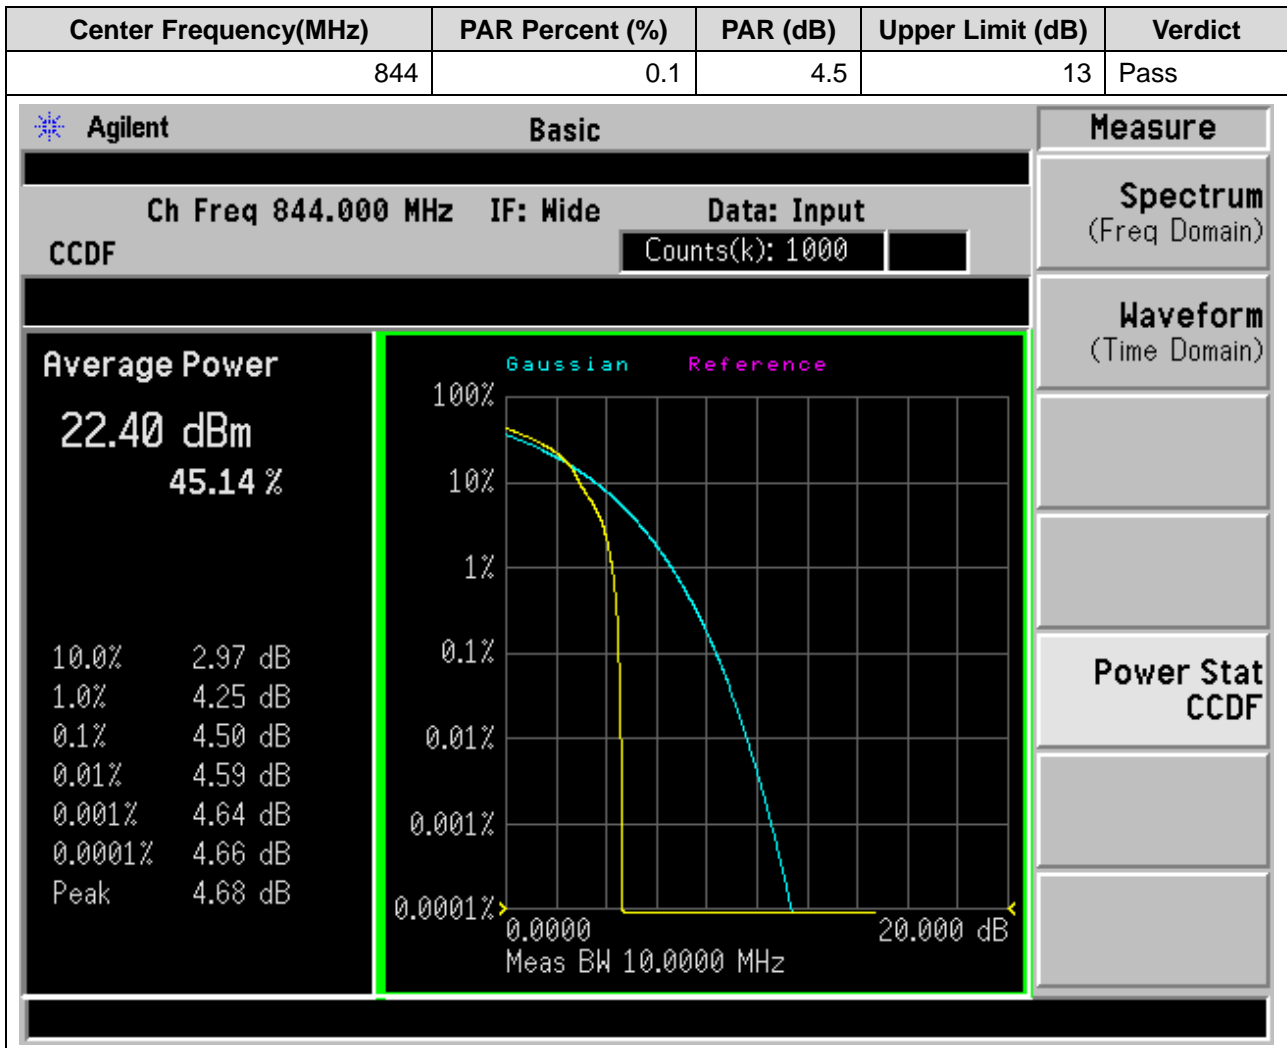 Center Frequency(MHz) PAR Percent (%) PAR (dB) Upper Limit (dB) Verdict
844 0.1 4.5 13 Pass
Agilent Basic Measure
Ch Freq 844.000 MHz IF: Wide Data: Input
CCDF Counts(k): 1000
Average Power
22.40 dBm
45.14 %
10.0% 2.97 dB
1.0% 4.25 dB
0.1% 4.50 dB
0.01% 4.59 dB
0.001% 4.64 dB
0.0001% 4.66 dB
Peak 4.68 dB
Gaussian Reference
100%
10%
1%
0.1%
0.01%
0.001%
0.0001%
0.0000 20.000 dB
Meas BW 10.0000 MHz
Spectrum
(Freq Domain)
Waveform
(Time Domain)
Power Stat
CCDF